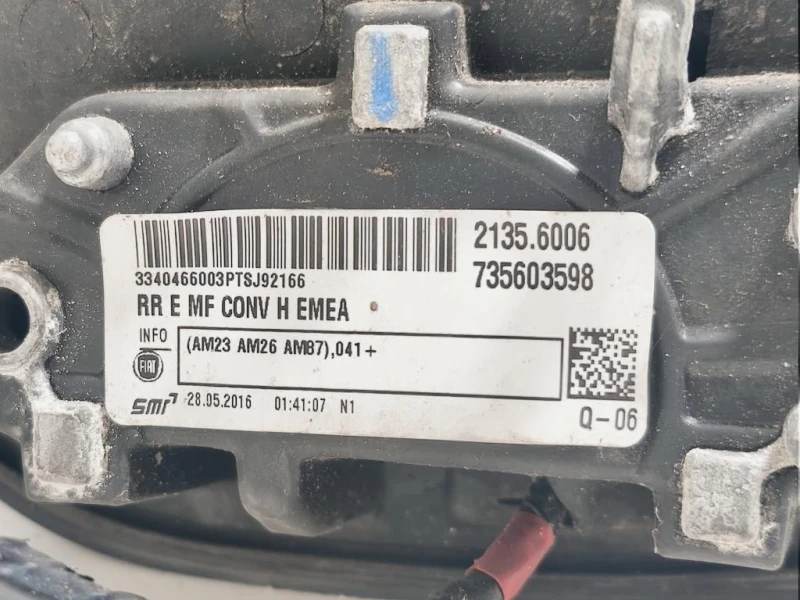 2135.6006
735603598
3340466003PTSJ92166
RR E MF CONV H EMEA
INFO
(AM23 AM26 AM87),041+
FIAT
smr 28.05.2016 01:41:07 N1
Q-06